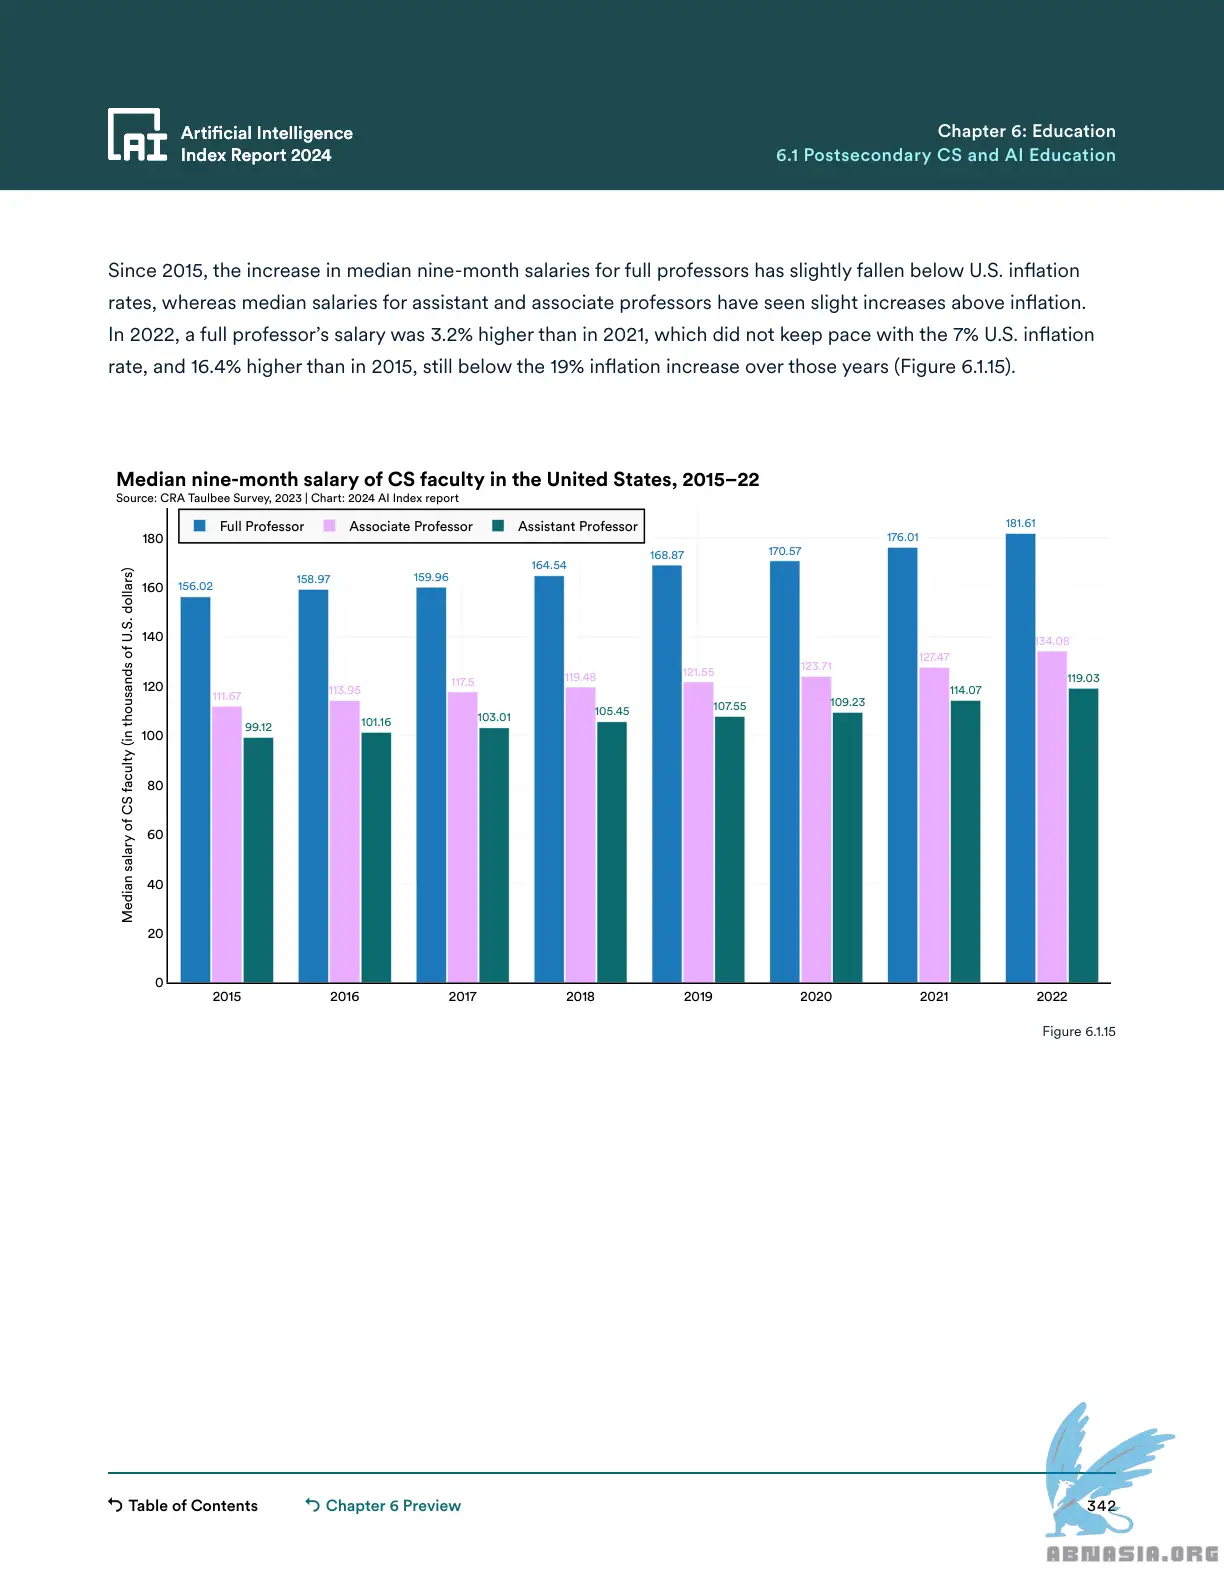 AI
Artificial Intelligence
Index Report 2024
Chapter 6: Education
6.1 Postsecondary CS and AI Education
Since 2015, the increase in median nine-month salaries for full professors has slightly fallen below U.S. inflation
rates, whereas median salaries for assistant and associate professors have seen slight increases above inflation.
In 2022, a full professor’s salary was 3.2% higher than in 2021, which did not keep pace with the 7% U.S. inflation
rate, and 16.4% higher than in 2015, still below the 19% inflation increase over those years (Figure 6.1.15).
Median nine-month salary of CS faculty in the United States, 2015–22
Source: CRA Taulbee Survey, 2023 | Chart: 2024 AI Index report
Full Professor Associate Professor Assistant Professor
Median salary of CS faculty (in thousands of U.S. dollars)
180
160
140
120
100
80
60
40
20
0
156.02
111.67
99.12
158.97
113.95
101.16
159.96
117.5
103.01
164.54
119.48
105.45
168.87
121.55
107.55
170.57
123.71
109.23
176.01
127.47
114.07
181.61
134.08
119.03
2015 2016 2017 2018 2019 2020 2021 2022
Figure 6.1.15
Table of Contents
Chapter 6 Preview
342
ABNASIA.ORG